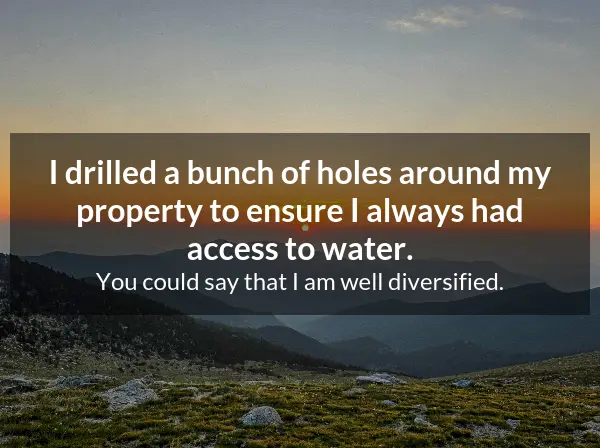 I drilled a bunch of holes around my
property to ensure I always had
access to water.
You could say that I am well diversified.